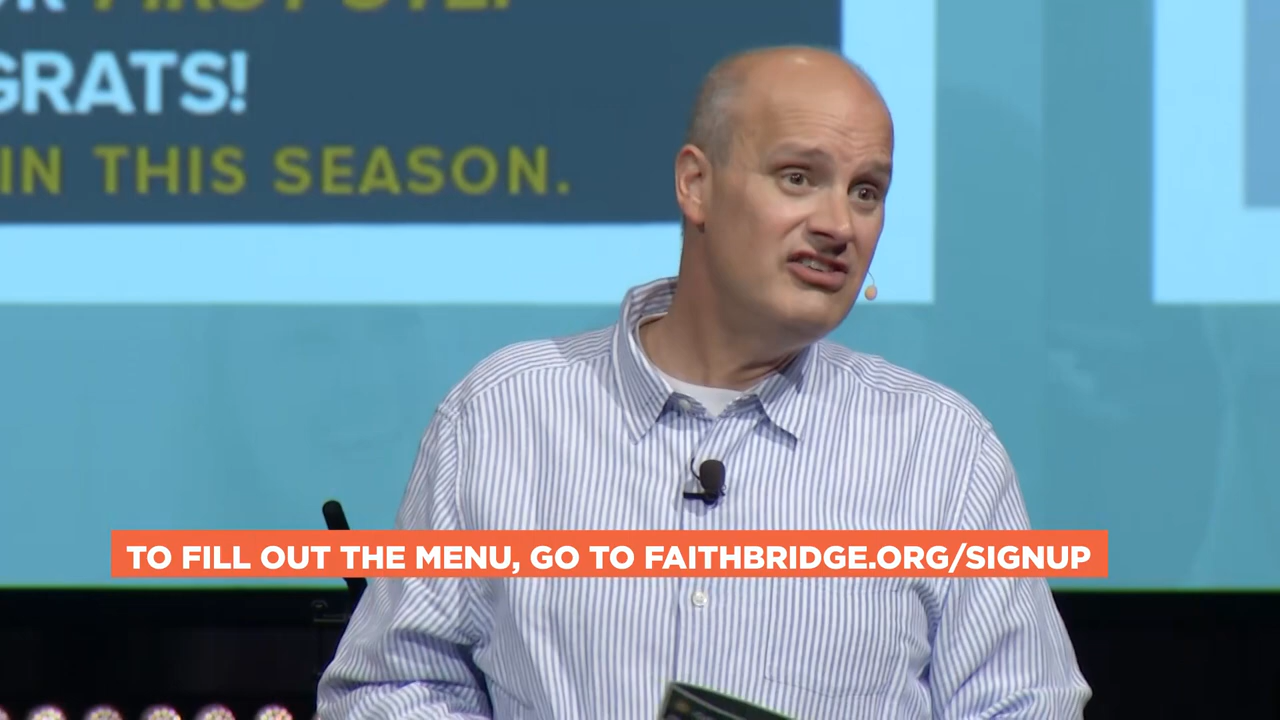 GRATS!
IN THIS SEASON.
TO FILL OUT THE MENU, GO TO FAITHBRIDGE.ORG/SIGNUP